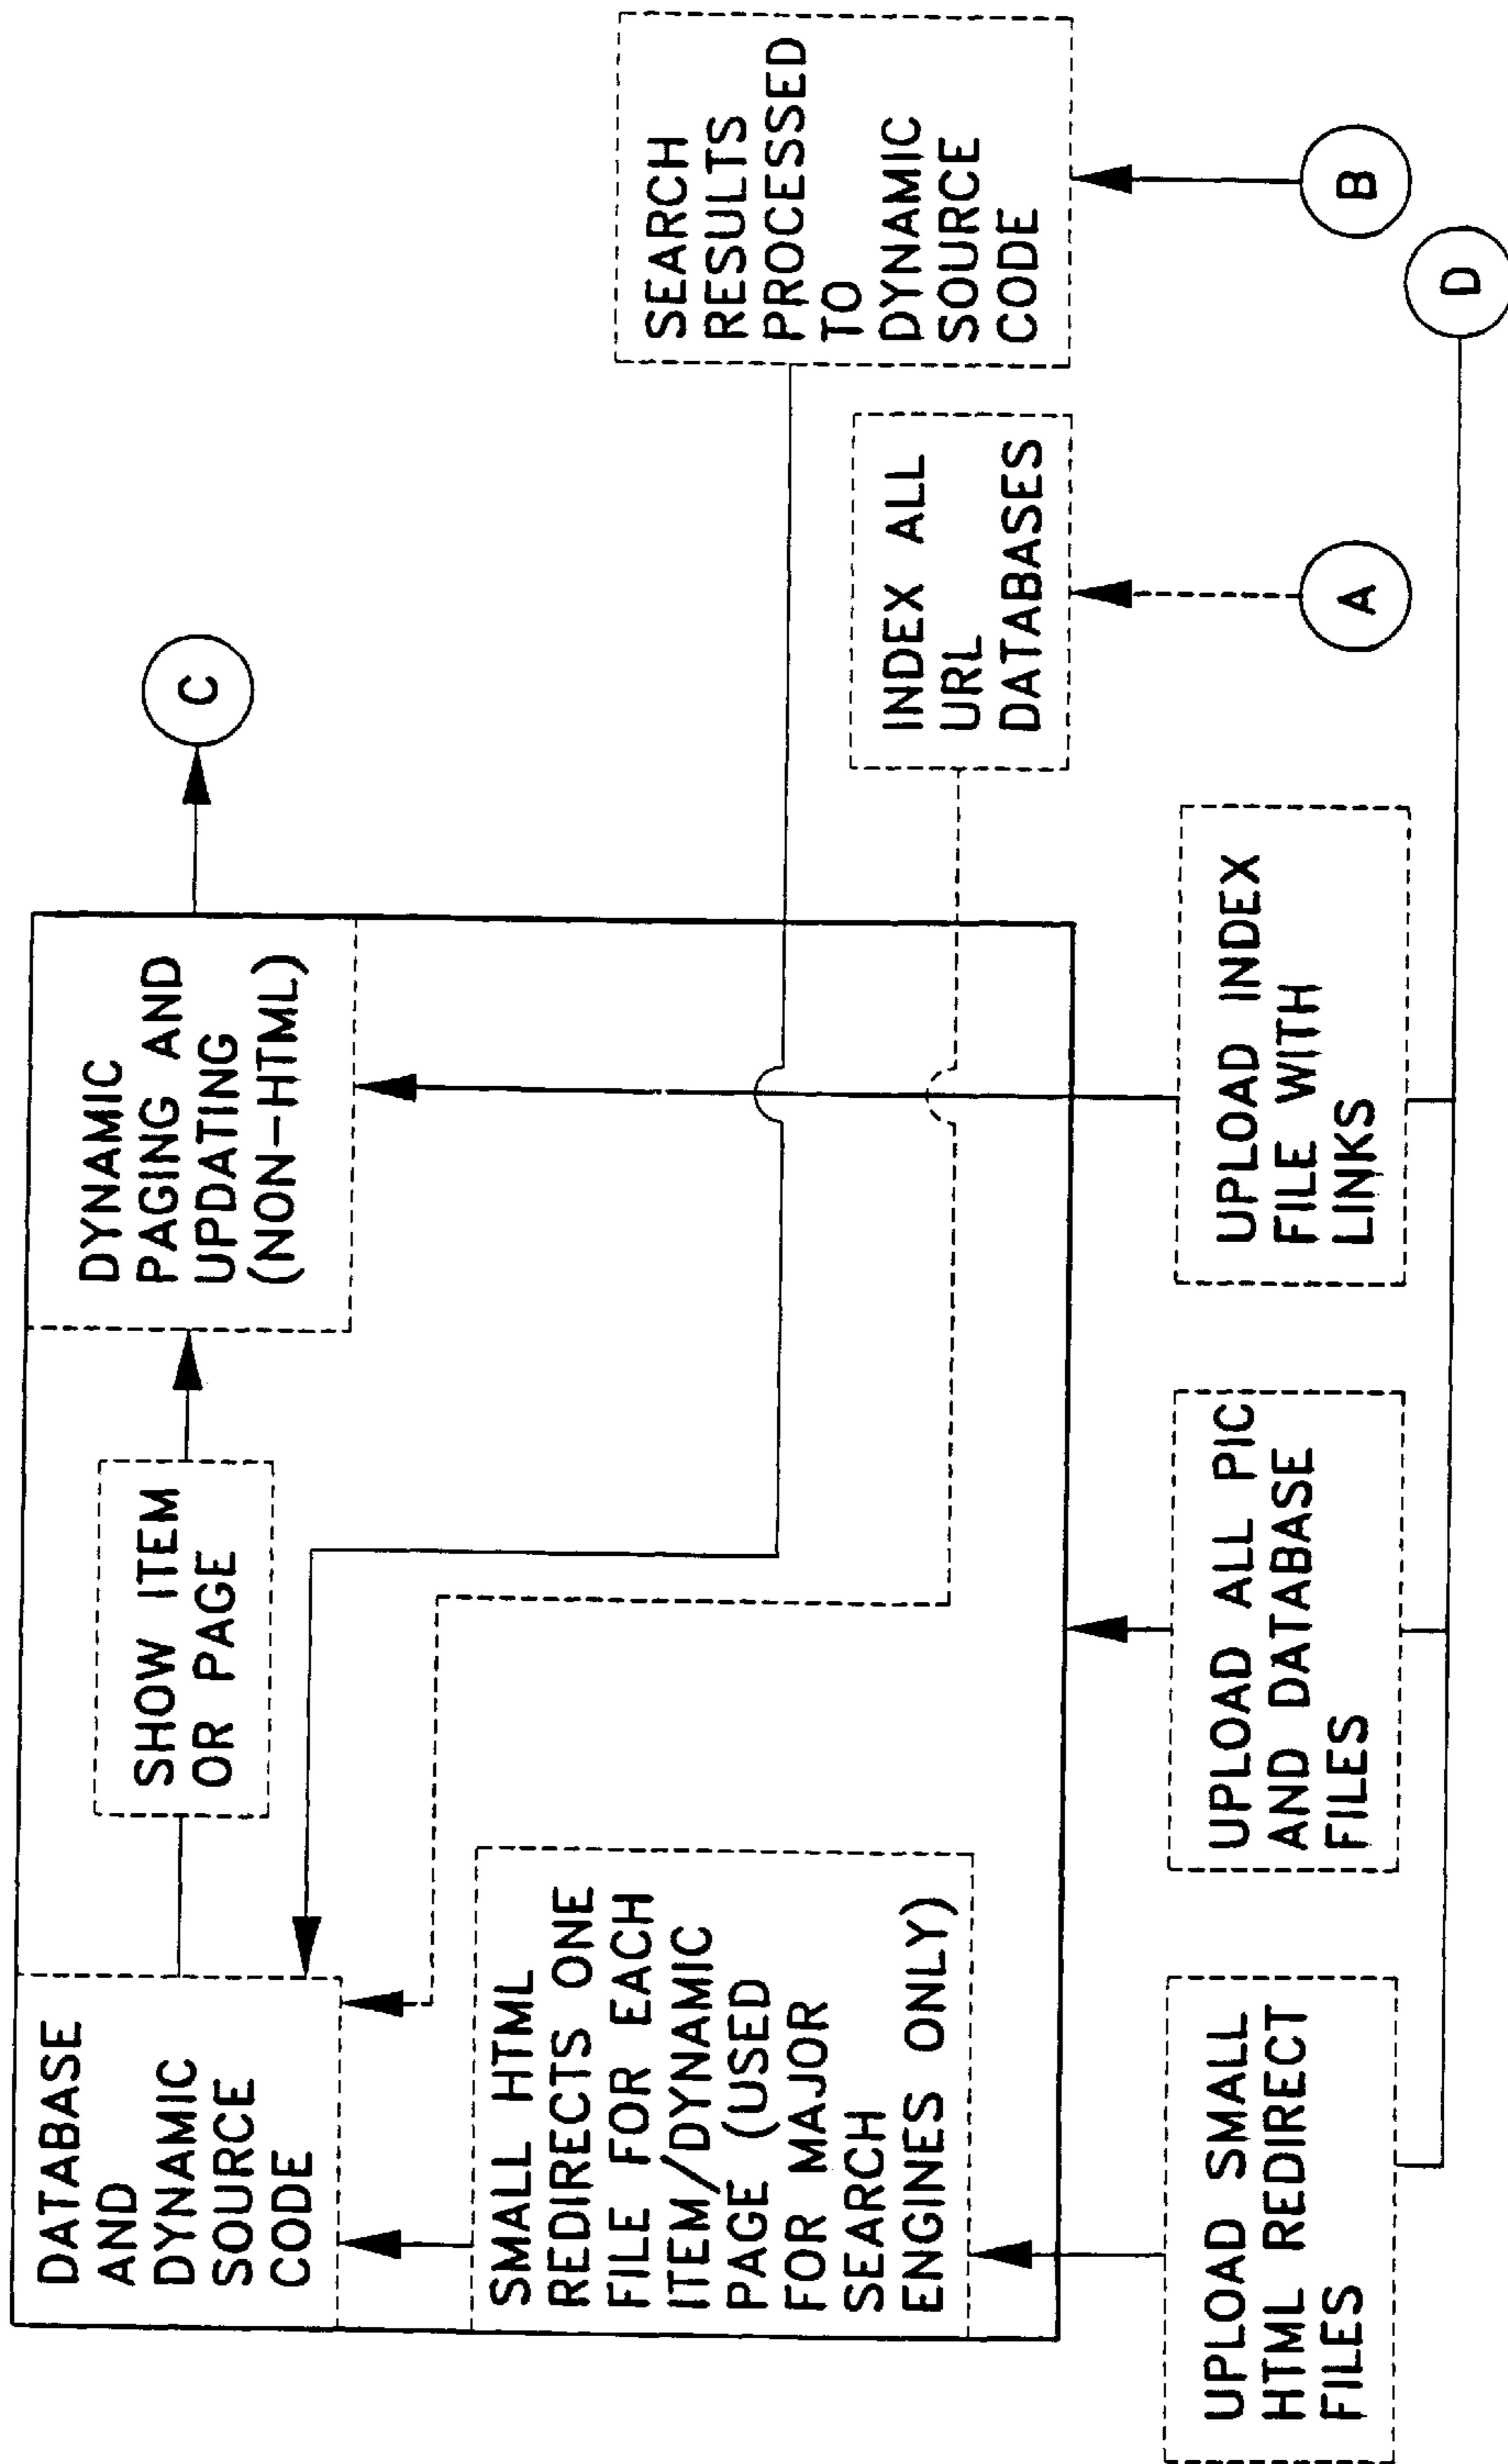 DATABASE
AND
DYNAMIC
SOURCE
CODE
SHOW ITEM
OR PAGE
DYNAMIC
PAGING AND
UPDATING
(NON-HTML)
C
SMALL HTML
REDIRECTS ONE
FILE FOR EACH
ITEM/DYNAMIC
PAGE (USED
FOR MAJOR
SEARCH
ENGINES ONLY)
INDEX ALL
URL
DATABASES
SEARCH
RESULTS
PROCESSED
TO
DYNAMIC
SOURCE
CODE
UPLOAD SMALL
HTML REDIRECT
FILES
UPLOAD ALL PIC
AND DATABASE
FILES
UPLOAD INDEX
FILE WITH
LINKS
A
B
D